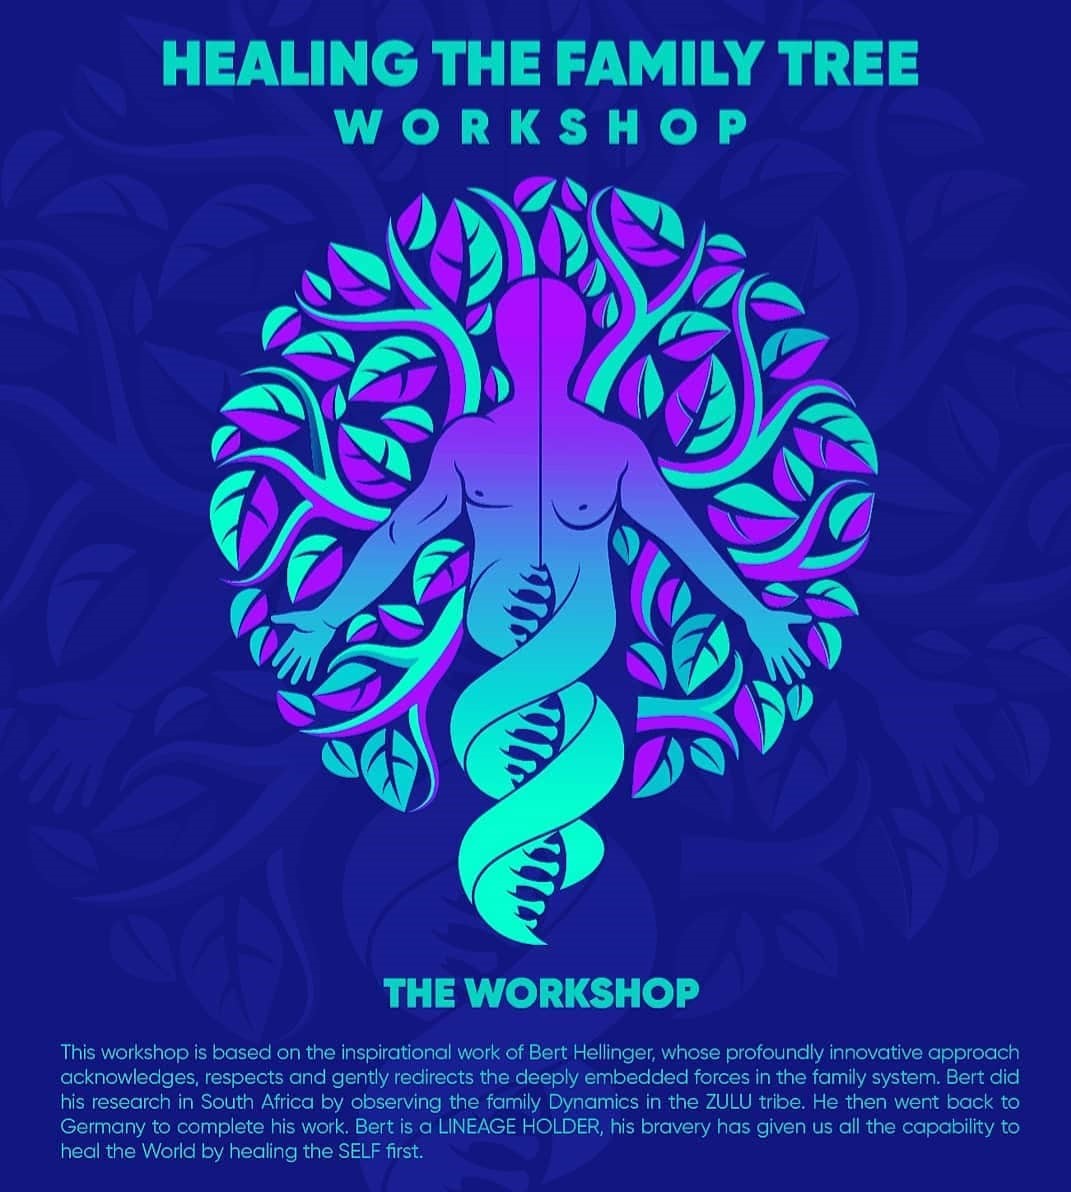 HEALING THE FAMILY TREE
WORKSHOP
THE WORKSHOP
This workshop is based on the inspirational work of Bert Hellinger, whose profoundly innovative approach
acknowledges, respects and gently redirects the deeply embedded forces in the family system. Bert did
his research in South Africa by observing the family Dynamics in the ZULU tribe. He then went back to
Germany to complete his work. Bert is a LINEAGE HOLDER, his bravery has given us all the capability to
heal the World by healing the SELF first.